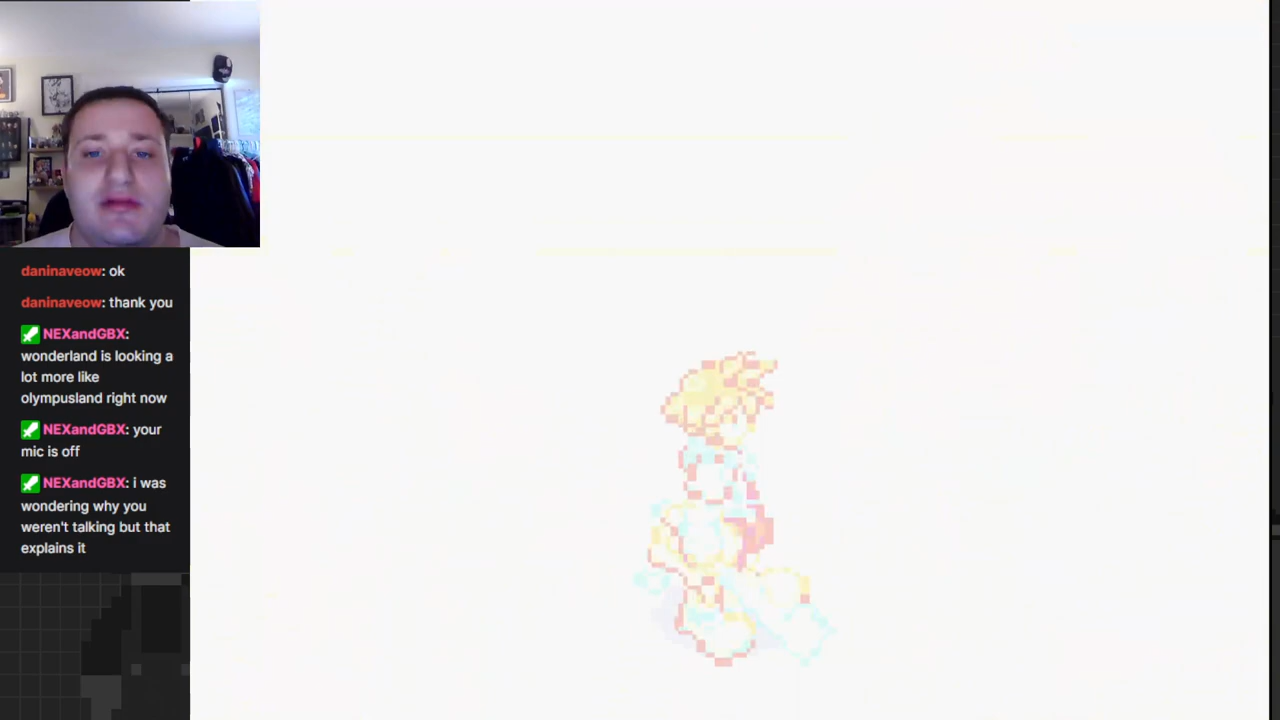 daninaveow: ok
daninaveow: thank you
NEXandGBX:
wonderland is looking a
lot more like
olympusland right now
NEXandGBX: your
mic is off
NEXandGBX: i was
wondering why you
weren't talking but that
explains it